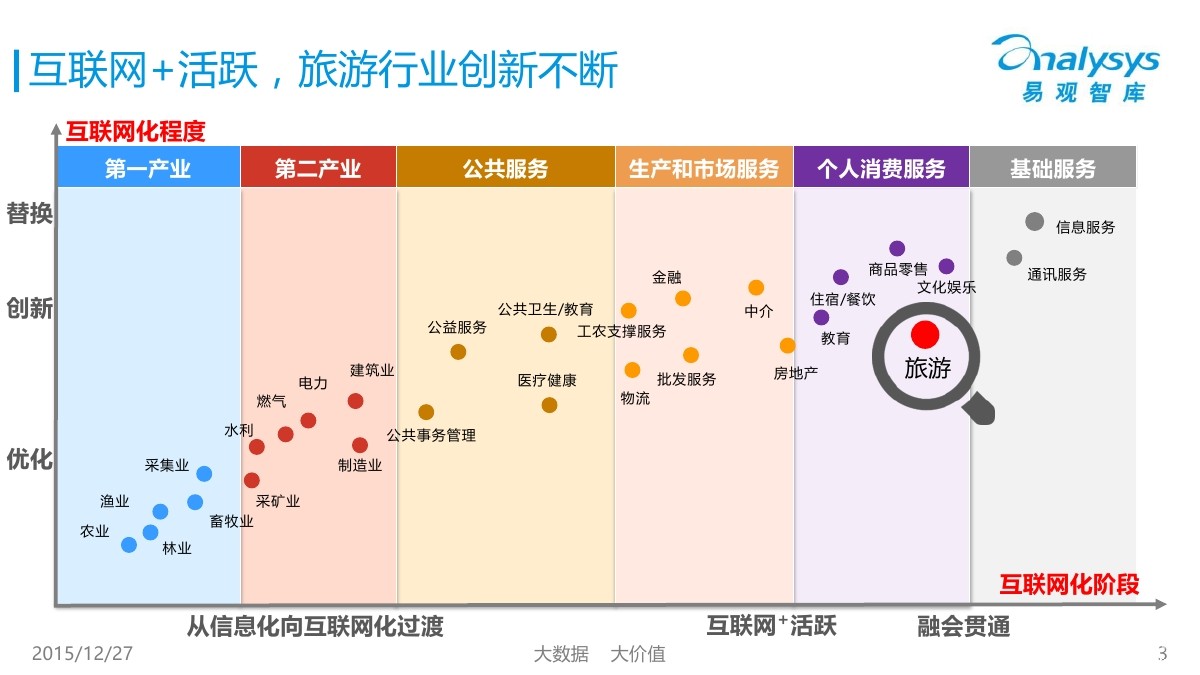 互联网+活跃，旅游行业创新不断
analysys
易观智库
互联网化程度
第一产业
第二产业
公共服务
生产和市场服务
个人消费服务
基础服务
替换
创新
优化
信息服务
通讯服务
商品零售
文化娱乐
住宿/餐饮
教育
旅游
金融
中介
工农支撑服务
房地产
批发服务
物流
公共卫生/教育
公益服务
医疗健康
公共事务管理
建筑业
电力
燃气
水利
制造业
采矿业
采集业
渔业
畜牧业
农业
林业
互联网化阶段
从信息化向互联网化过渡
互联网+活跃
融会贯通
2015/12/27
大数据 大价值
3